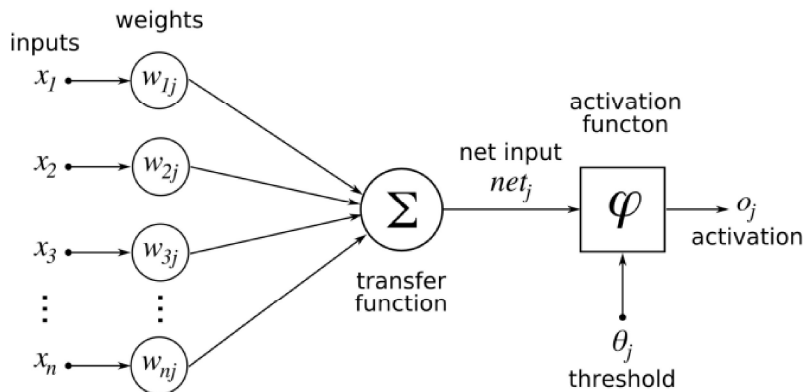 inputs
weights
x1
w1j
x2
w2j
x3
w3j
⋮
⋮
xn
wnj
Σ
transfer
function
net input
netj
activation
functon
φ
oj
activation
θj
threshold